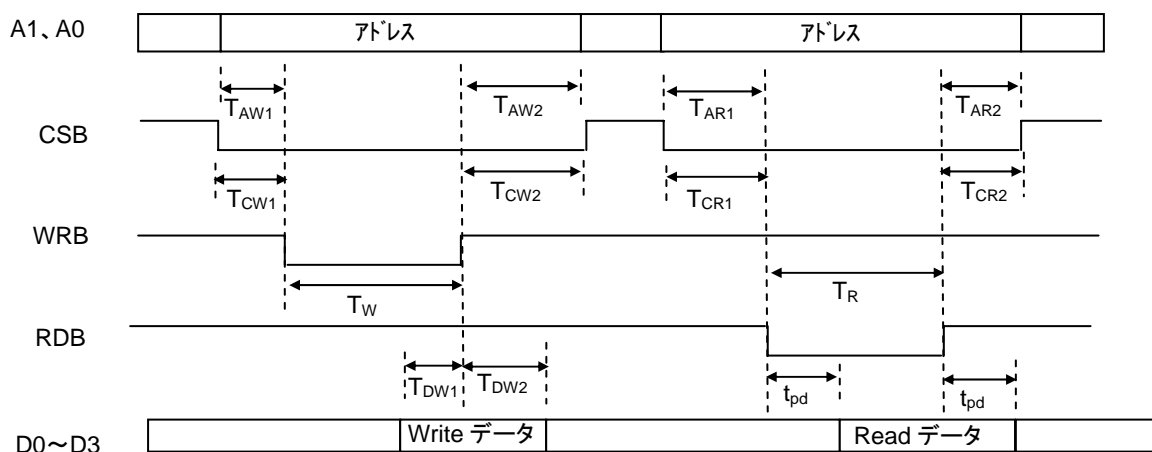 A1、A0 アドレス アドレス
TAW1 TAW2 TAR1 TAR2
CSB
TCW1 TCW2 TCR1 TCR2
WRB
TW TR
RDB
TDW1 TDW2 tpd tpd
D0～D3 Write データ Read データ